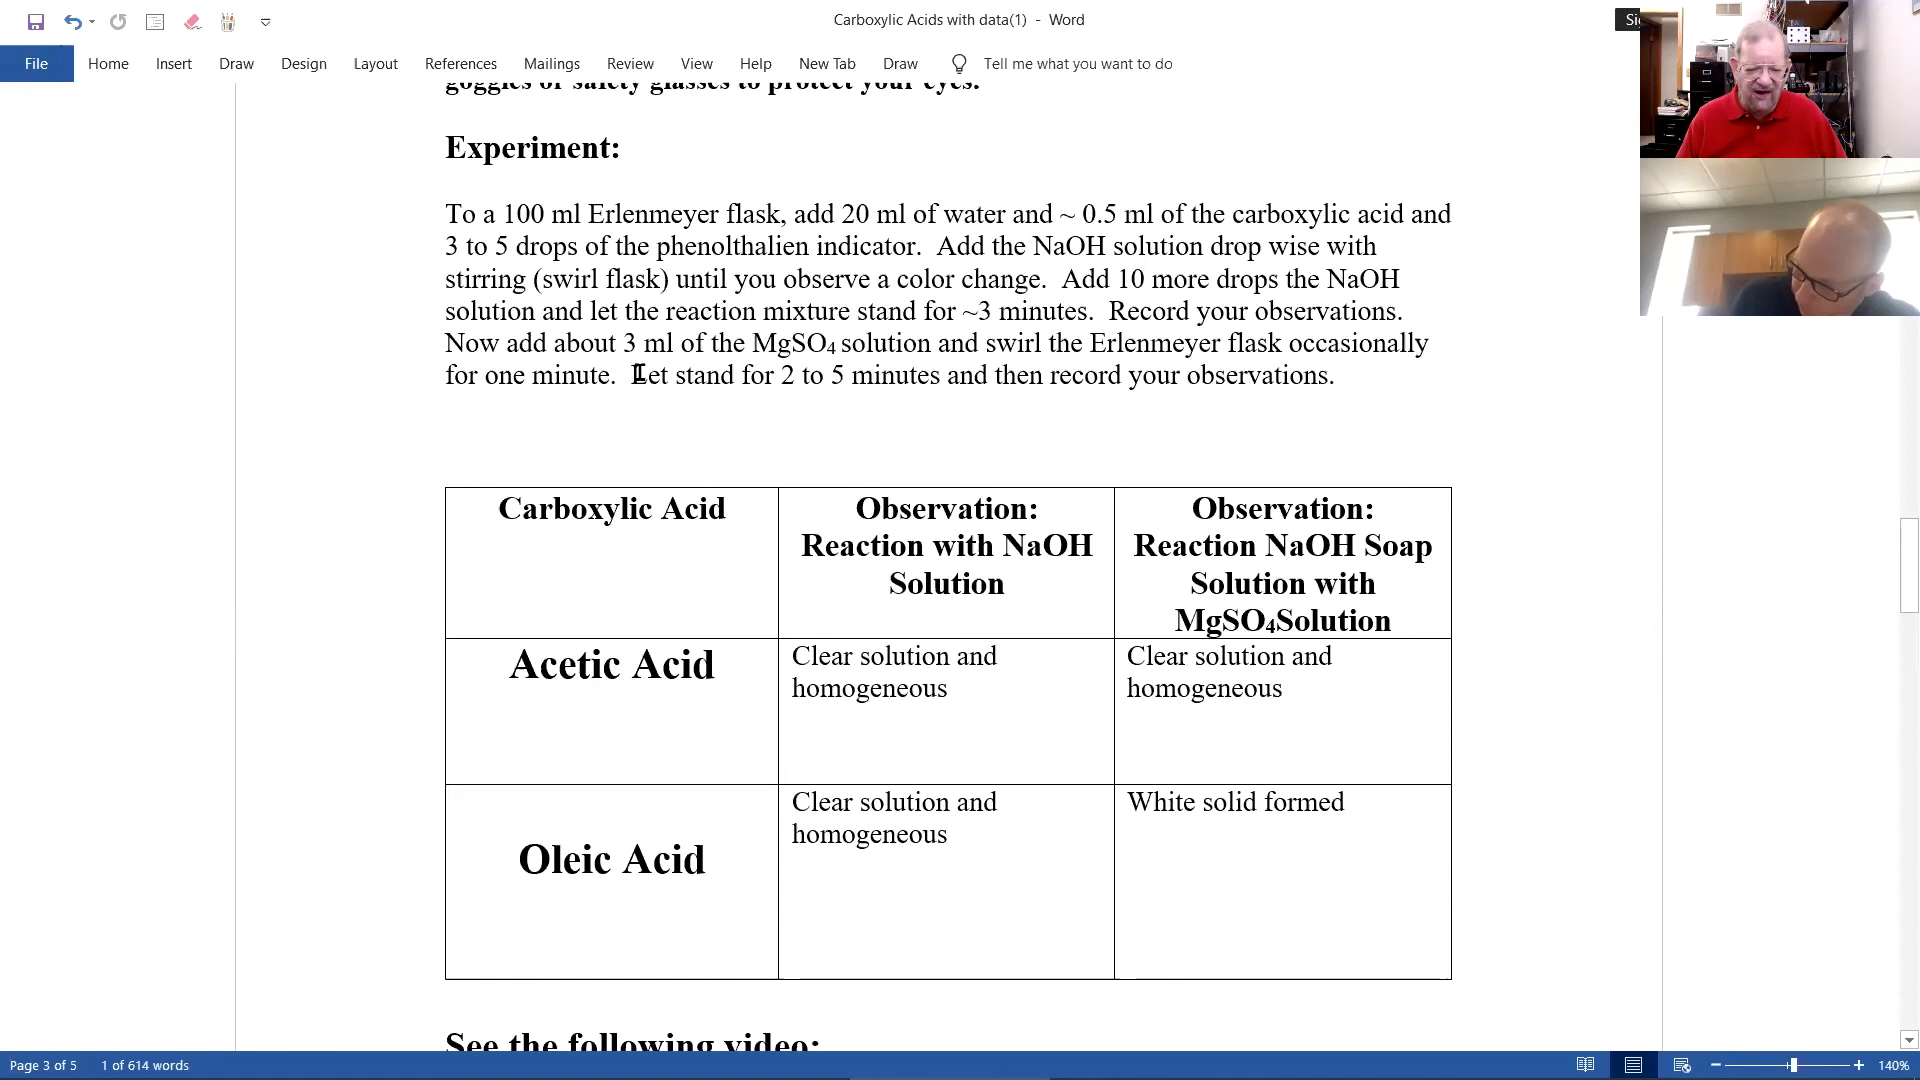 Carboxylic Acids with data(1) - Word
File Home Insert Draw Design Layout References Mailings Review View Help New Tab Draw Tell me what you want to do
goggles or safety glasses to protect your eyes.
Experiment:
To a 100 ml Erlenmeyer flask, add 20 ml of water and ~ 0.5 ml of the carboxylic acid and
3 to 5 drops of the phenolthalien indicator. Add the NaOH solution drop wise with
stirring (swirl flask) until you observe a color change. Add 10 more drops the NaOH
solution and let the reaction mixture stand for ~3 minutes. Record your observations.
Now add about 3 ml of the MgSO4 solution and swirl the Erlenmeyer flask occasionally
for one minute. Let stand for 2 to 5 minutes and then record your observations.
Carboxylic Acid
Observation:
Reaction with NaOH
Solution
Observation:
Reaction NaOH Soap
Solution with
MgSO4Solution
Acetic Acid
Clear solution and
homogeneous
Clear solution and
homogeneous
Oleic Acid
Clear solution and
homogeneous
White solid formed
See the following video:
Page 3 of 5 1 of 614 words 140%